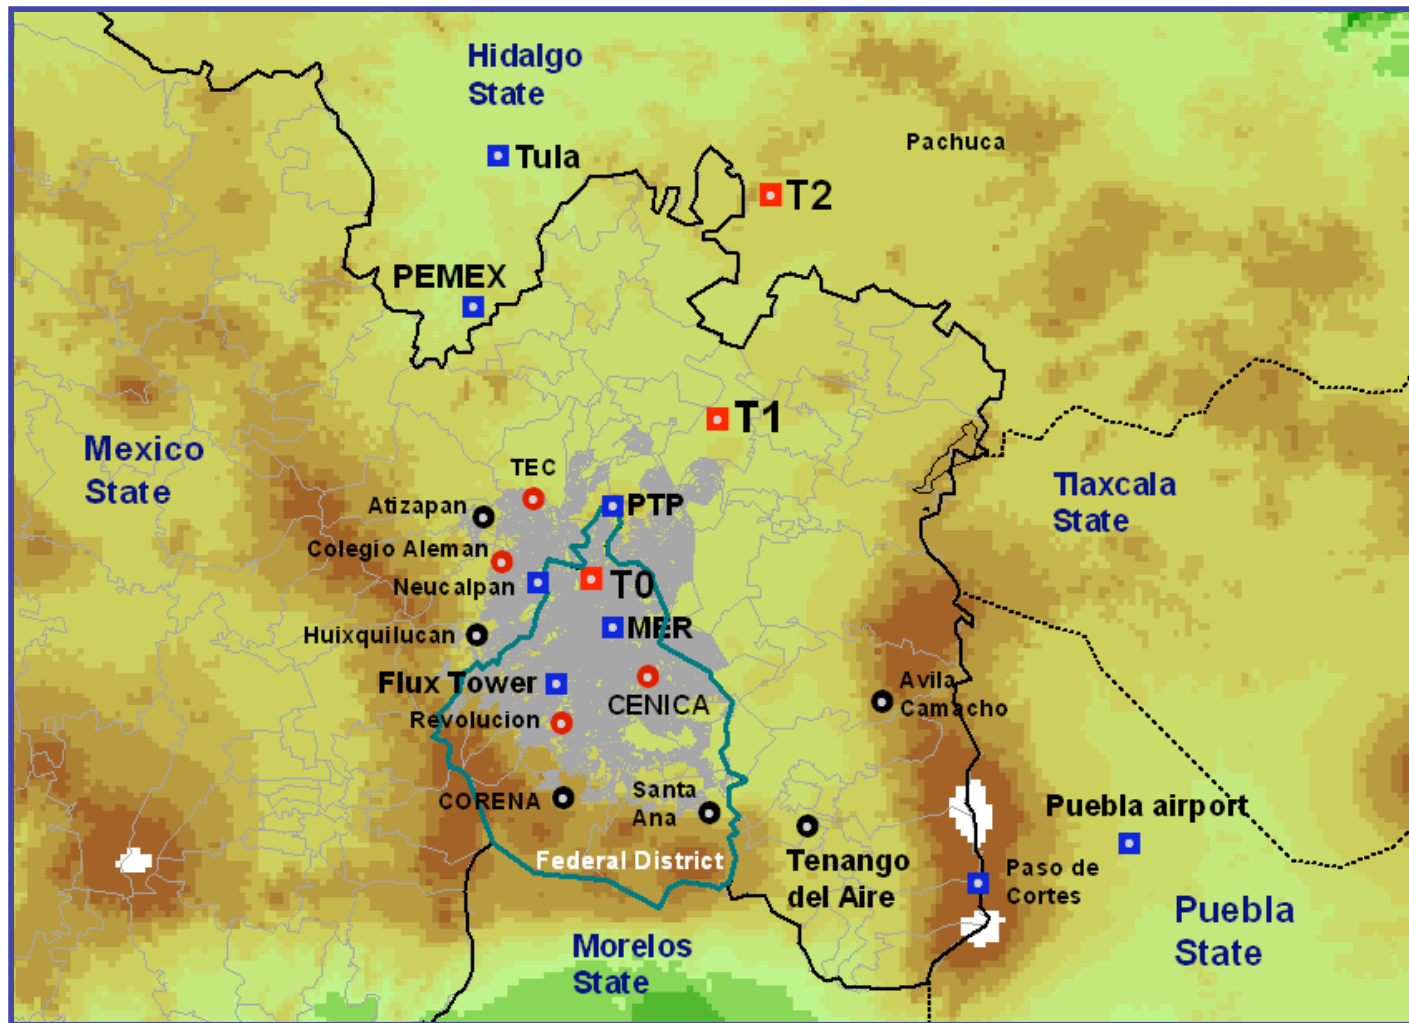 Hidalgo
State
Pachuca
Tula
T2
PEMEX
T1
Mexico
State
TEC
Tlaxcala
State
Atizapan
PTP
Colegio Aleman
Neucalpan
T0
Huixquilucan
MER
Flux Tower
CENICA
Avila
Camacho
Revolucion
CORENA
Santa
Ana
Puebla airport
Federal District
Tenango
del Aire
Paso de
Cortes
Puebla
State
Morelos
State